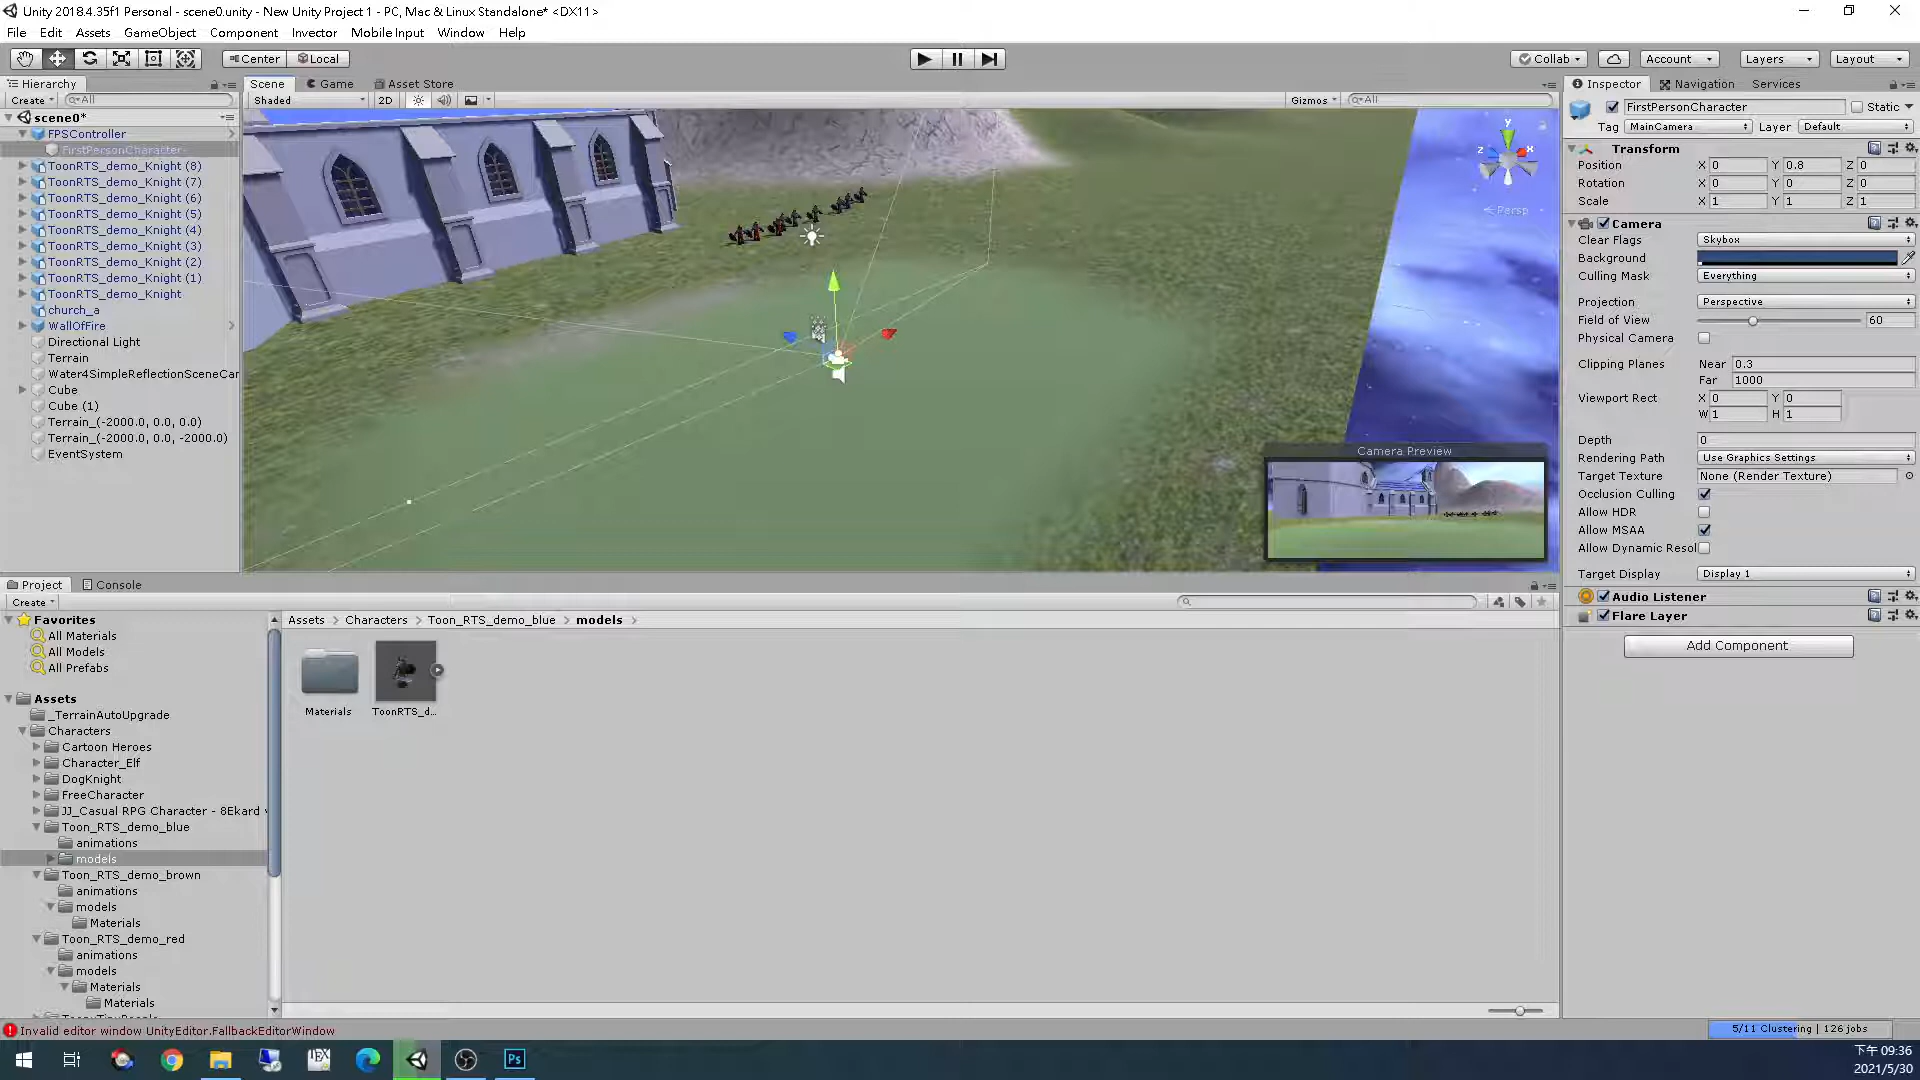 Unity 2018.4.35f1 Personal - scene0.unity - New Unity Project 1 - PC, Mac & Linux Standalone* <DX11>
File Edit Assets GameObject Component Invector Mobile Input Window Help
Center Local
Collab Account Layers Layout
Hierarchy
Create All
scene0*
FPSController
FirstPersonCharacter
ToonRTS_demo_Knight (8)
ToonRTS_demo_Knight (7)
ToonRTS_demo_Knight (6)
ToonRTS_demo_Knight (5)
ToonRTS_demo_Knight (4)
ToonRTS_demo_Knight (3)
ToonRTS_demo_Knight (2)
ToonRTS_demo_Knight (1)
ToonRTS_demo_Knight
church_a
WallOfFire
Directional Light
Terrain
Water4SimpleReflectionSceneCar
Cube
Cube (1)
Terrain_(-2000.0, 0.0, 0.0)
Terrain_(-2000.0, 0.0, -2000.0)
EventSystem
Scene Game Asset Store
Shaded 2D Gizmos All
y
z x
Persp
Camera Preview
Inspector Navigation Services
FirstPersonCharacter Static
Tag MainCamera Layer Default
Transform
Position X 0 Y 0.8 Z 0
Rotation X 0 Y 0 Z 0
Scale X 1 Y 1 Z 1
Camera
Clear Flags Skybox
Background
Culling Mask Everything
Projection Perspective
Field of View 60
Physical Camera
Clipping Planes Near 0.3
Far 1000
Viewport Rect X 0 Y 0
W 1 H 1
Depth 0
Rendering Path Use Graphics Settings
Target Texture None (Render Texture)
Occlusion Culling
Allow HDR
Allow MSAA
Allow Dynamic Resol
Target Display Display 1
Audio Listener
Flare Layer
Add Component
Project Console
Create
Favorites
All Materials
All Models
All Prefabs
Assets
_TerrainAutoUpgrade
Characters
Cartoon Heroes
Character_Elf
DogKnight
FreeCharacter
JJ_Casual RPG Character - 8Ekard
Toon_RTS_demo_blue
animations
models
Toon_RTS_demo_brown
animations
models
Materials
Toon_RTS_demo_red
animations
models
Materials
Materials
Assets > Characters > Toon_RTS_demo_blue > models >
Materials ToonRTS_d...
Invalid editor window UnityEditor.FallbackEditorWindow
5/11 Clustering | 126 jobs
TEX Ps
下午 09:36
2021/5/30